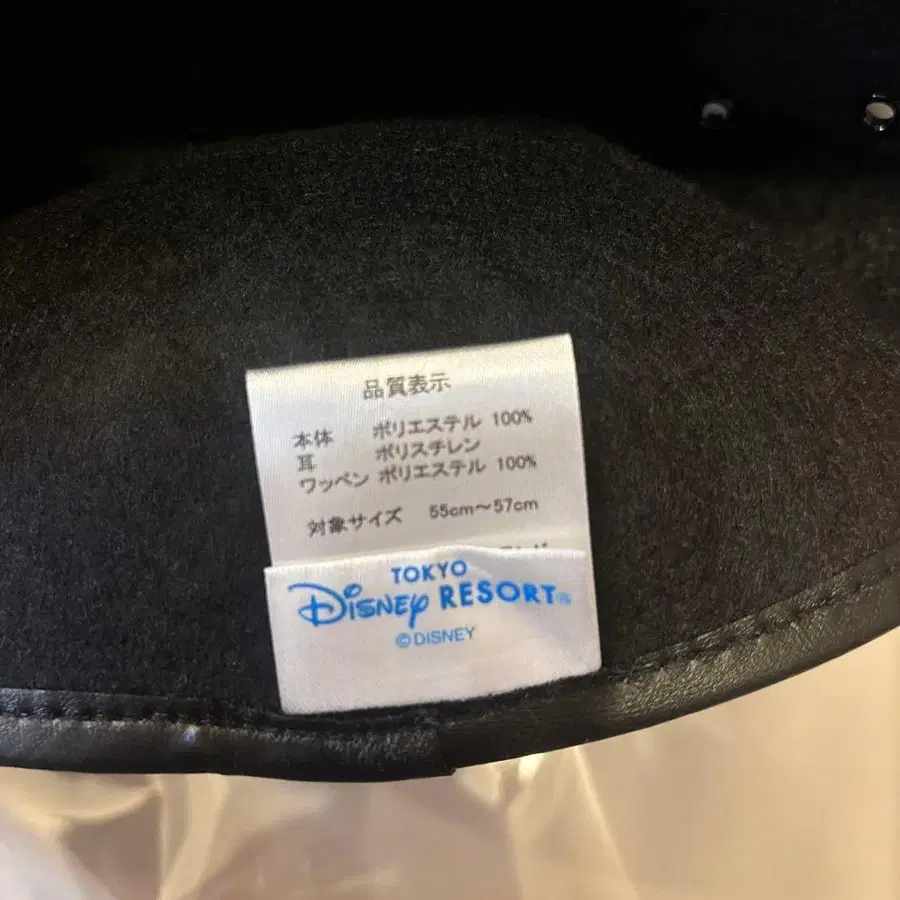 品質表示
本体 ポリエステル 100%
耳 ポリスチレン
ワッペン ポリエステル 100%
対象サイズ 55cm～57cm
TOKYO
Disney RESORT®
©DISNEY